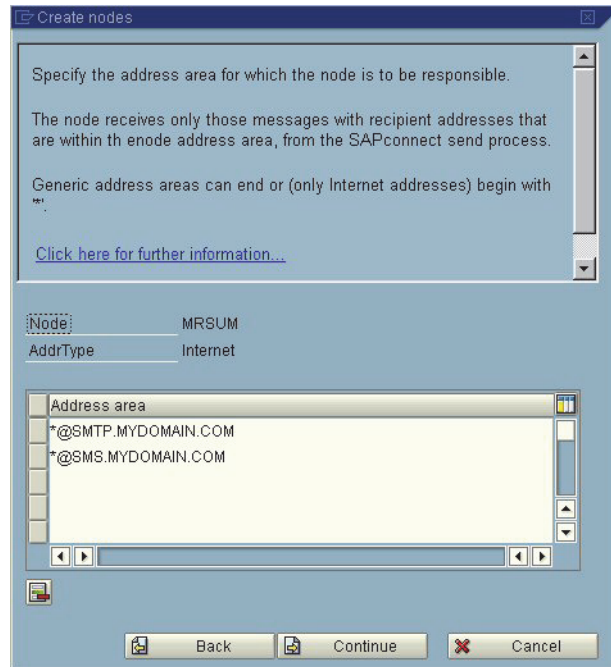 Create nodes
Specify the address area for which the node is to be responsible.
The node receives only those messages with recipient addresses that
are within th enode address area, from the SAPconnect send process.
Generic address areas can end or (only Internet addresses) begin with
'*'.
Click here for further information...
Node MRSUM
AddrType Internet
Address area
*@SMTP.MYDOMAIN.COM
*@SMS.MYDOMAIN.COM
Back Continue Cancel